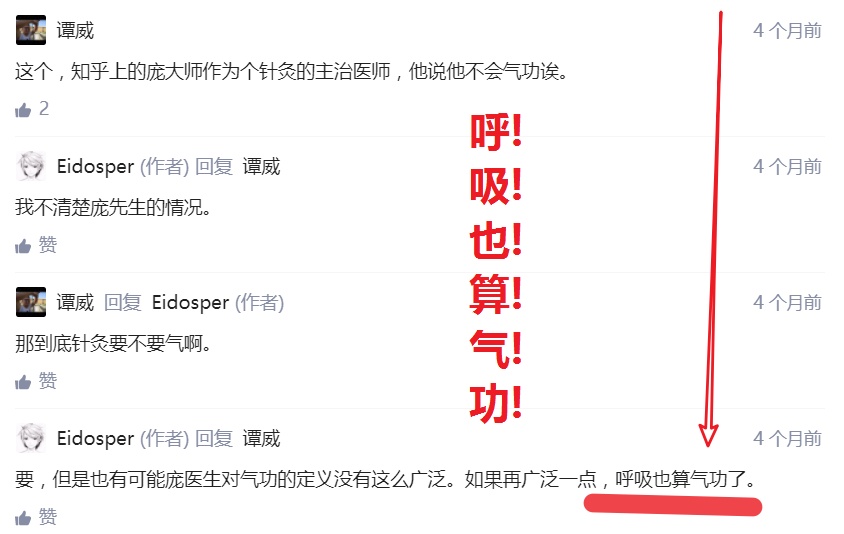 谭威
4 个月前
这个，知乎上的庞大师作为个针灸的主治医师，他说他不会气功诶。
2
Eidosper (作者) 回复 谭威
4 个月前
我不清楚庞先生的情况。
赞
谭威 回复 Eidosper (作者)
4 个月前
那到底针灸要不要气啊。
赞
Eidosper (作者) 回复 谭威
4 个月前
要，但是也有可能庞医生对气功的定义没有这么广泛。如果再广泛一点，呼吸也算气功了。
赞
呼!
吸!
也!
算!
气!
功!